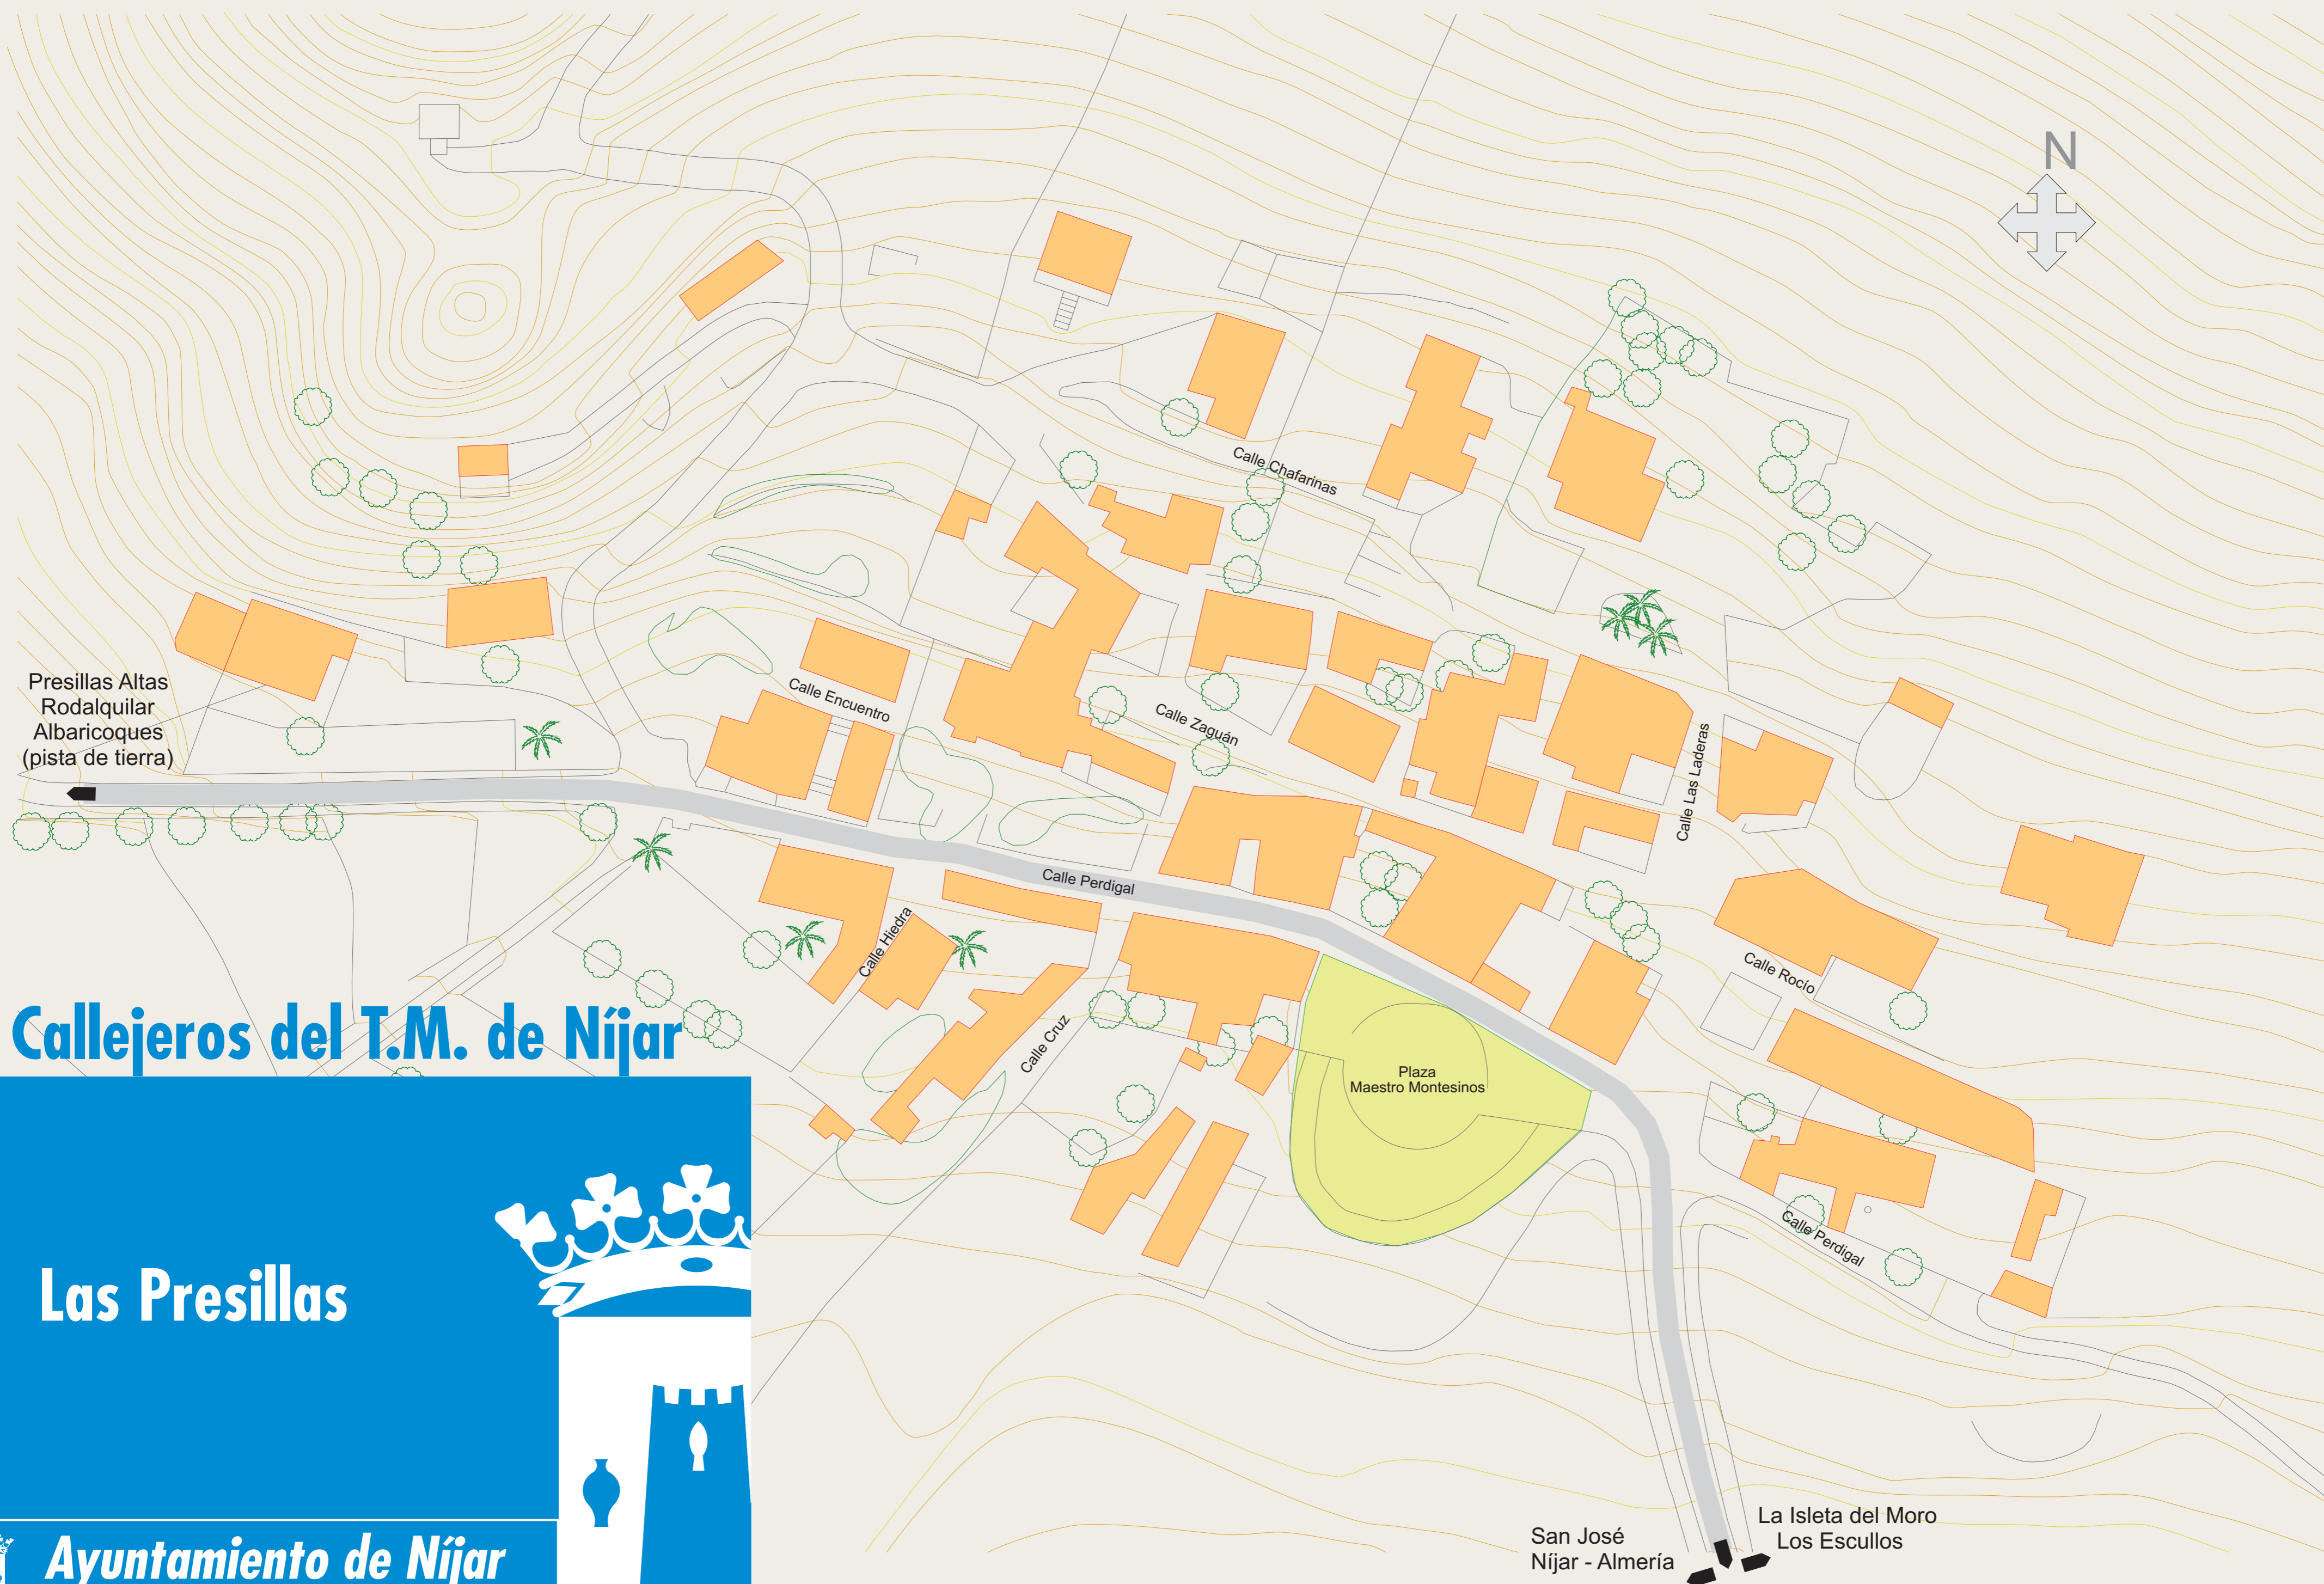 N
Calle Chafarinas
Presillas Altas
Rodalquilar
Albaricoques
(pista de tierra)
Calle Encuentro
Calle Zaguán
Calle Las Laderas
Calle Perdigal
Calle Hiedra
Calle Rocío
Calle Cruz
Plaza
Maestro Montesinos
Calle Perdigal
Callejeros del T.M. de Níjar
Las Presillas
Ayuntamiento de Níjar
San José
Níjar - Almería
La Isleta del Moro
Los Escullos